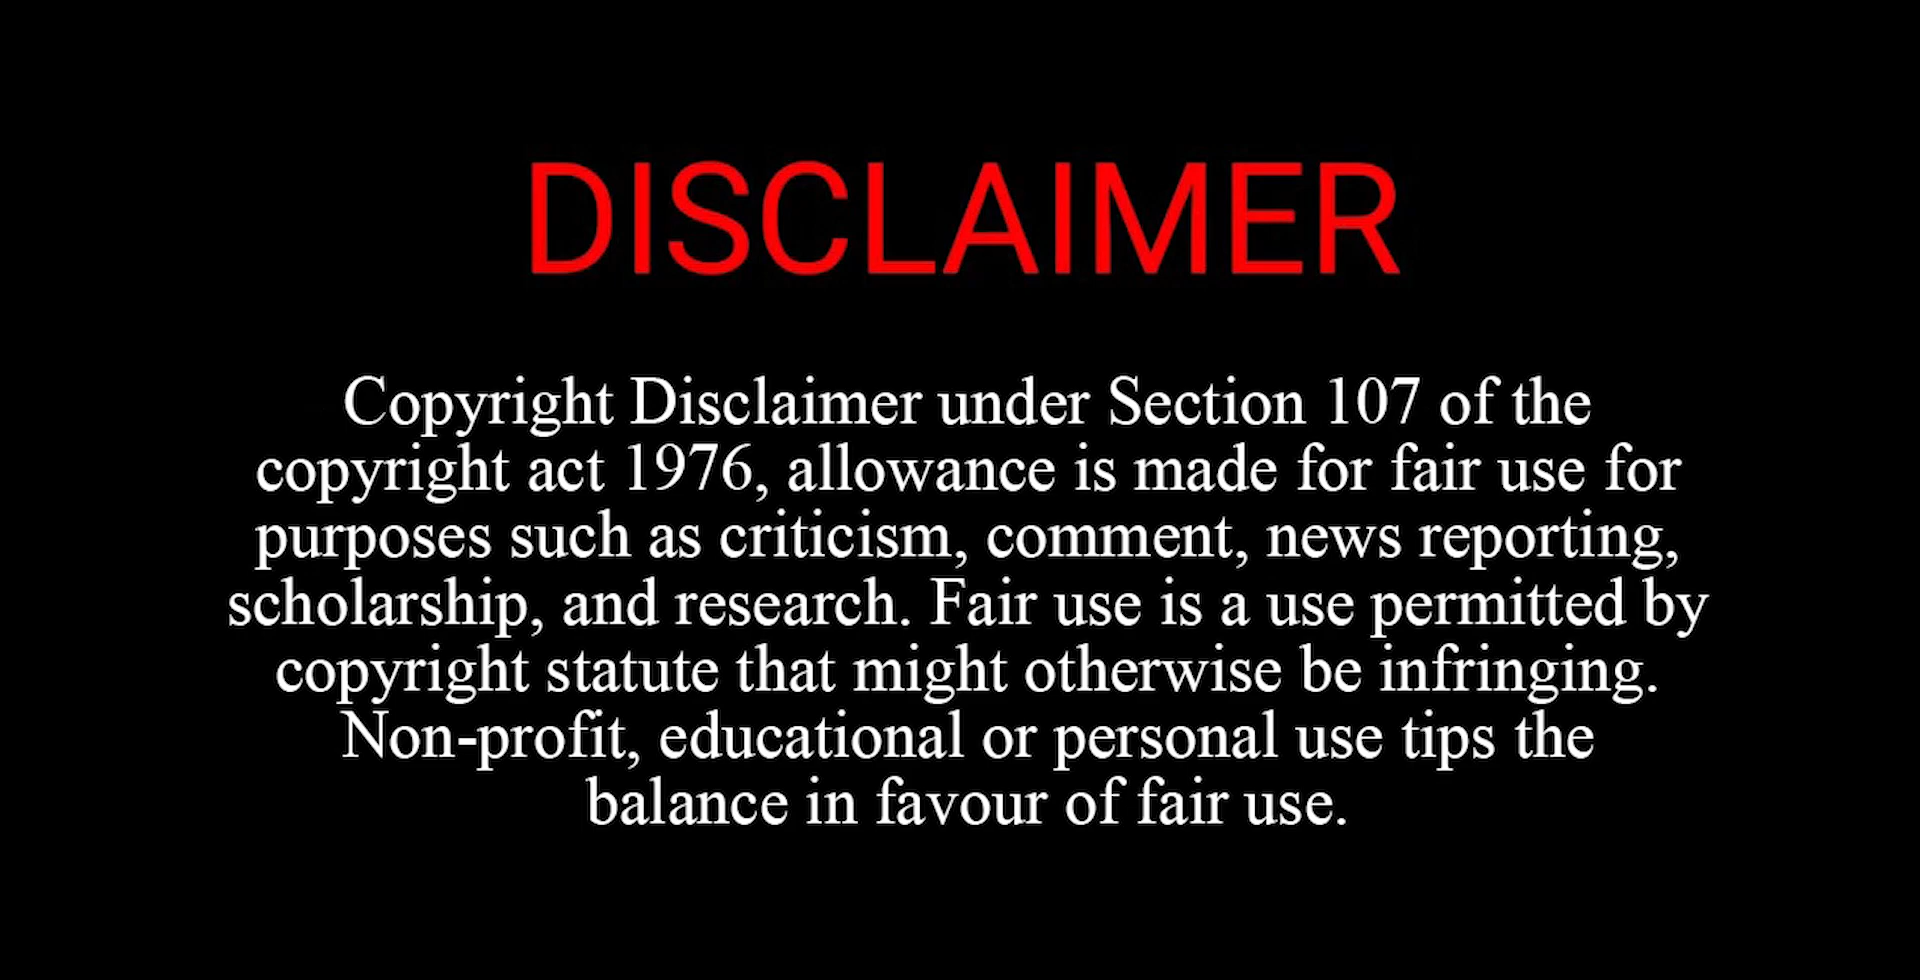 DISCLAIMER
Copyright Disclaimer under Section 107 of the
copyright act 1976, allowance is made for fair use for
purposes such as criticism, comment, news reporting,
scholarship, and research. Fair use is a use permitted by
copyright statute that might otherwise be infringing.
Non-profit, educational or personal use tips the
balance in favour of fair use.